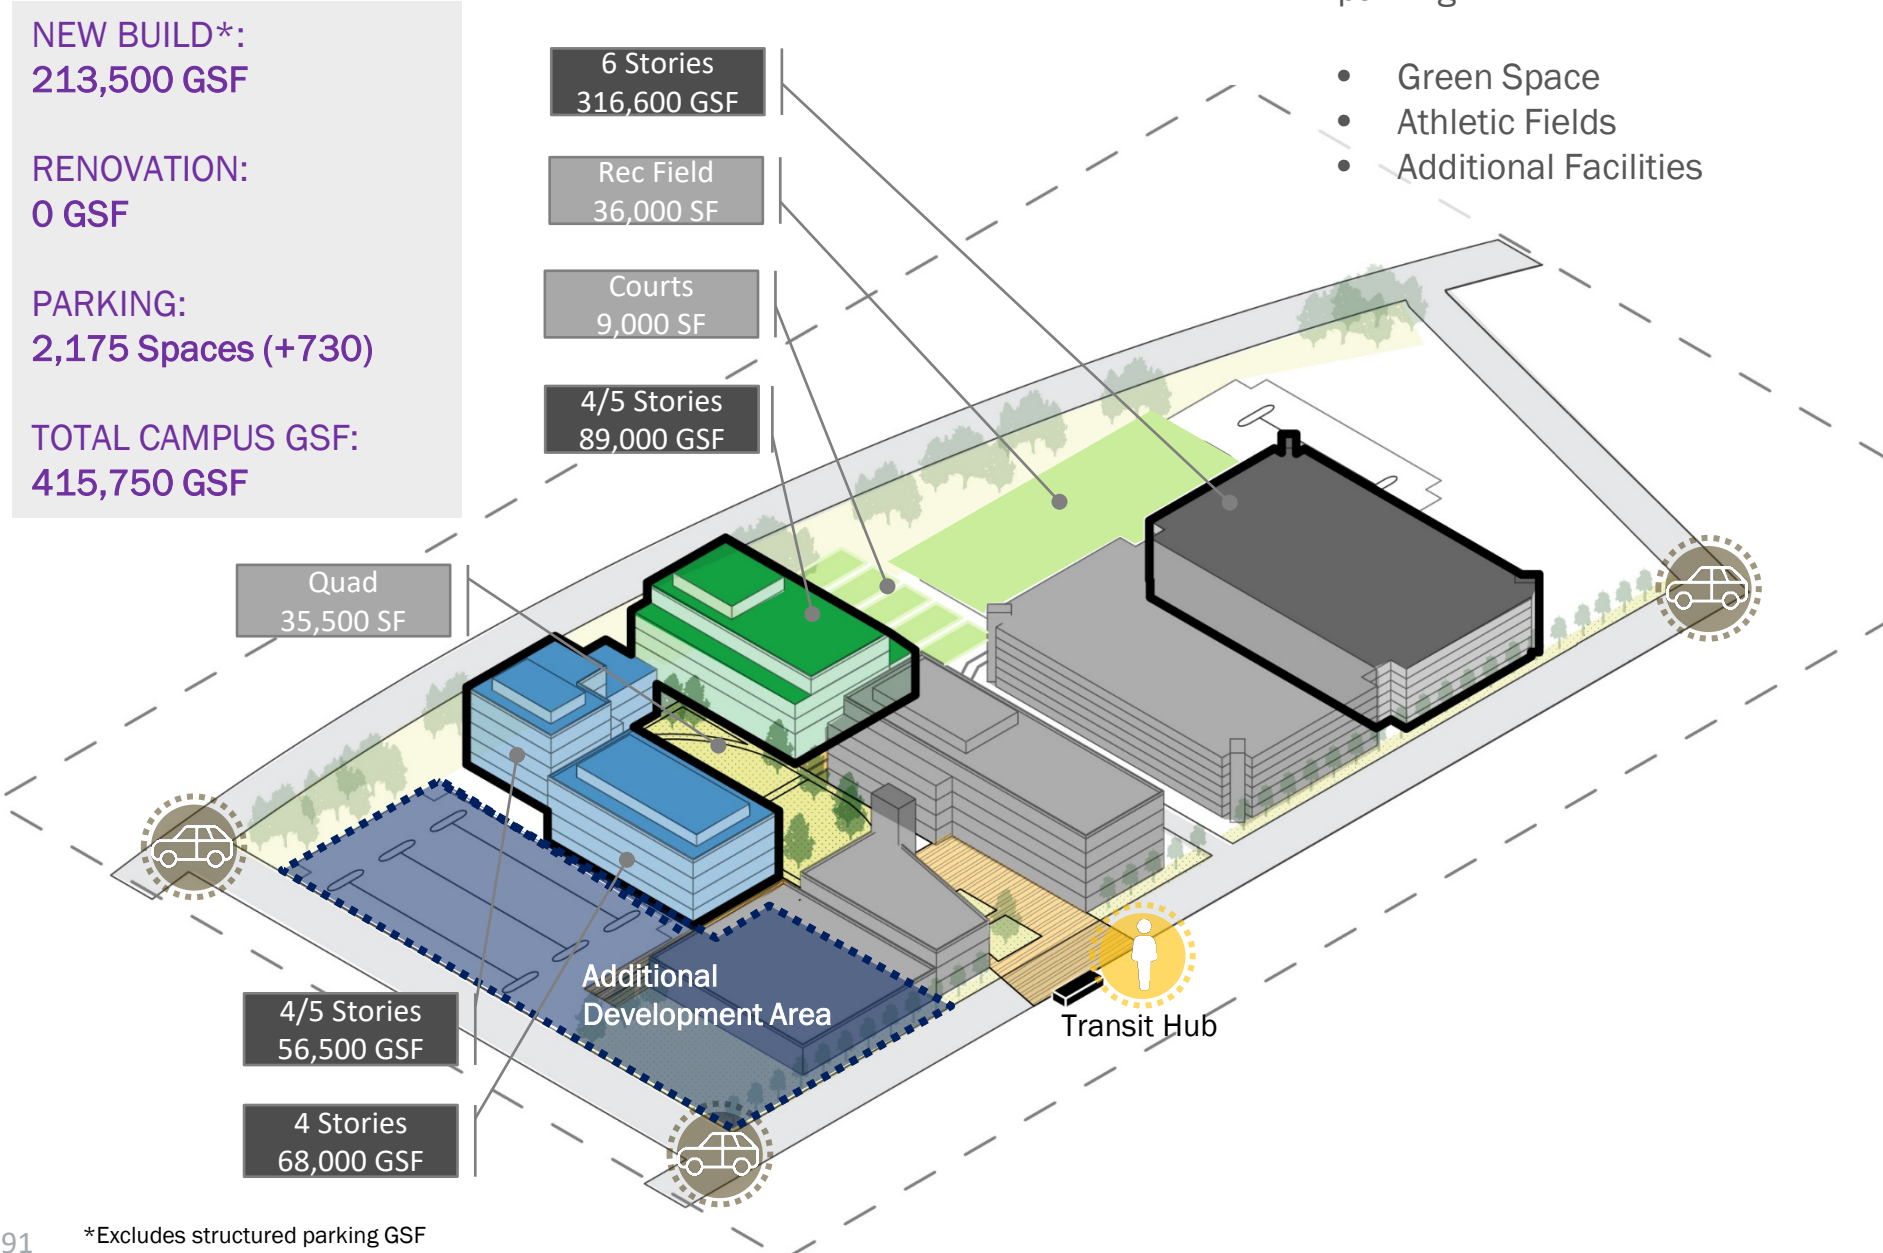 NEW BUILD*:
213,500 GSF
RENOVATION:
0 GSF
PARKING:
2,175 Spaces (+730)
TOTAL CAMPUS GSF:
415,750 GSF
6 Stories
316,600 GSF
Rec Field
36,000 SF
Courts
9,000 SF
4/5 Stories
89,000 GSF
Quad
35,500 SF
• Green Space
• Athletic Fields
• Additional Facilities
Additional
Development Area
Transit Hub
4/5 Stories
56,500 GSF
4 Stories
68,000 GSF
*Excludes structured parking GSF
91